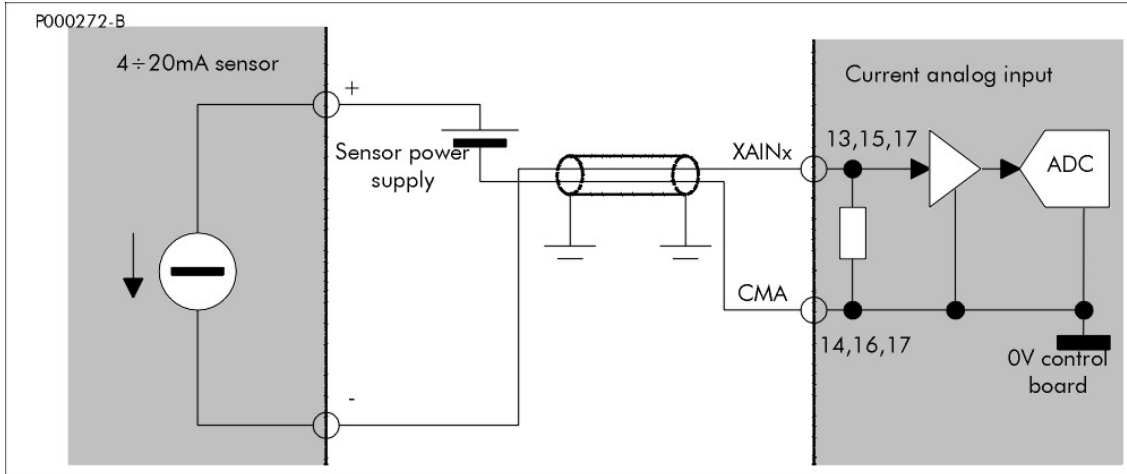 P000272-B
4÷20mA sensor
Current analog input
+
Sensor power
supply
XAINx
13,15,17
ADC
CMA
14,16,17
0V control
board
-